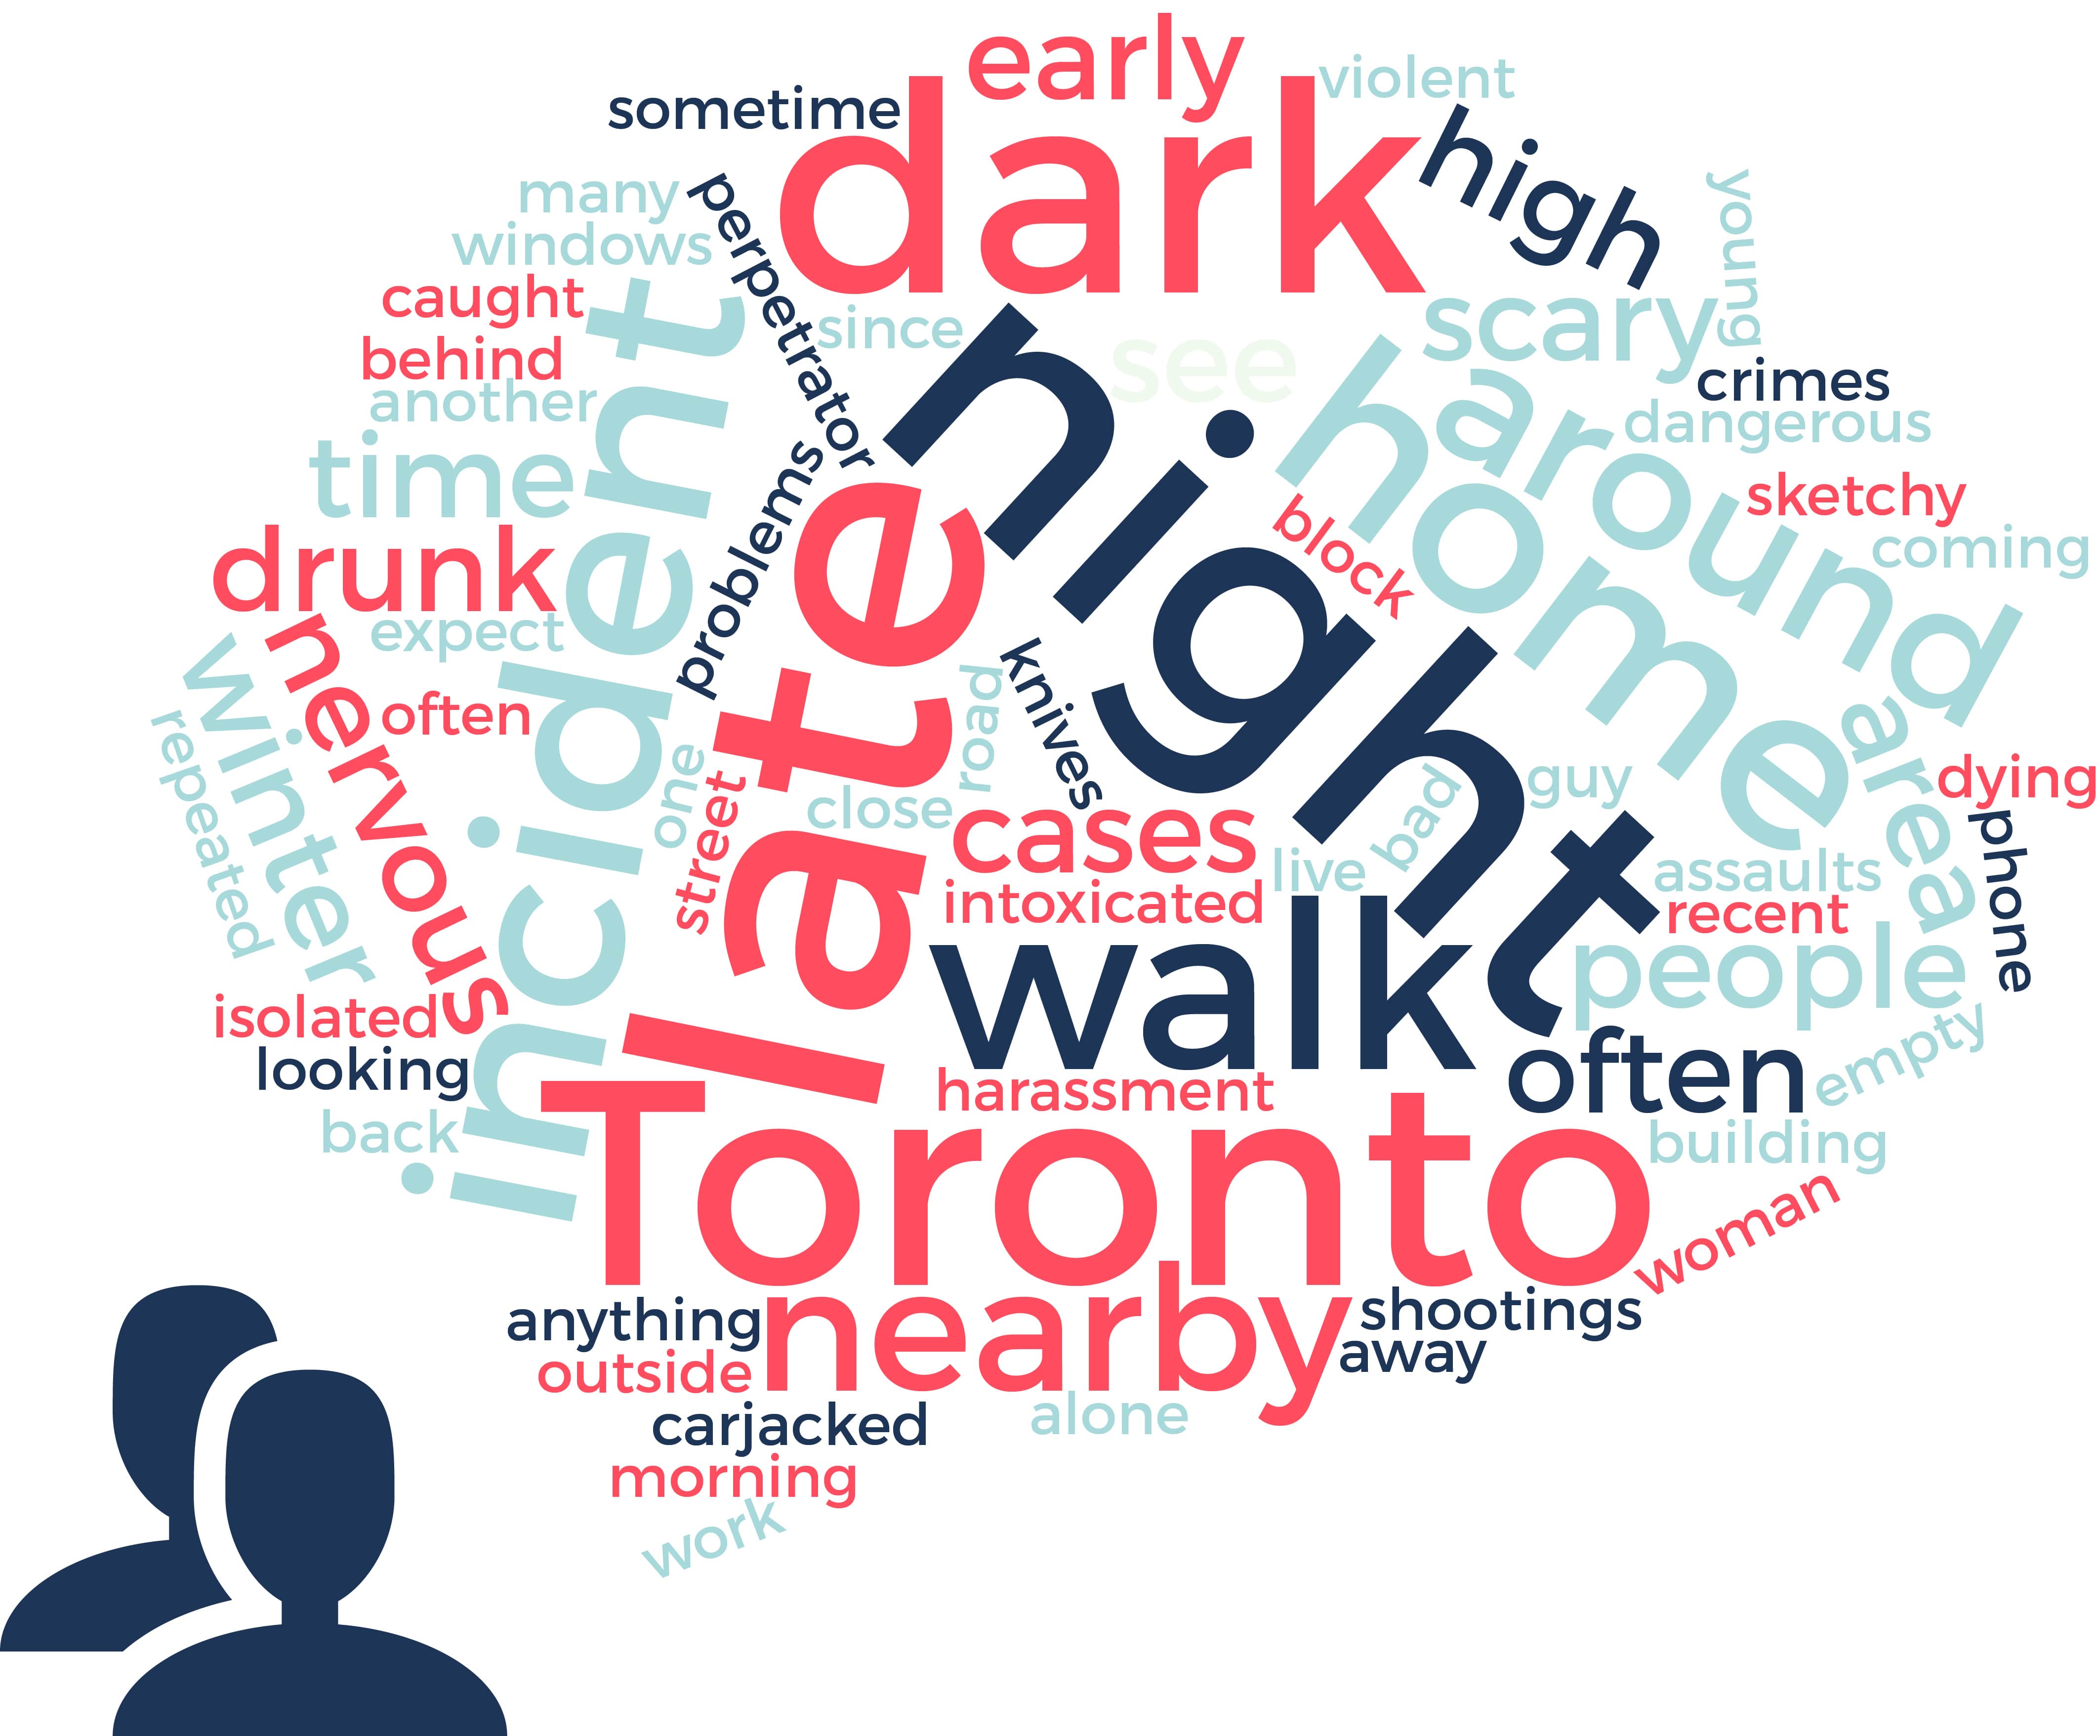 early
violent
sometime
dark
high
many
perpetrator
young
windows
caught
since
scary
see
behind
night
crimes
another
incident
dangerous
time
home
around
problems
late
sketchy
block
coming
drunk
expect
nervous
winter
often
knives
road
repeated
one
street
close
cases
bad
guy
area
dying
phone
live
assaults
intoxicated
recent
walk
people
isolated
looking
often
empty
harassment
back
Toronto
building
woman
anything
nearby
shootings
outside
away
carjacked
alone
morning
work